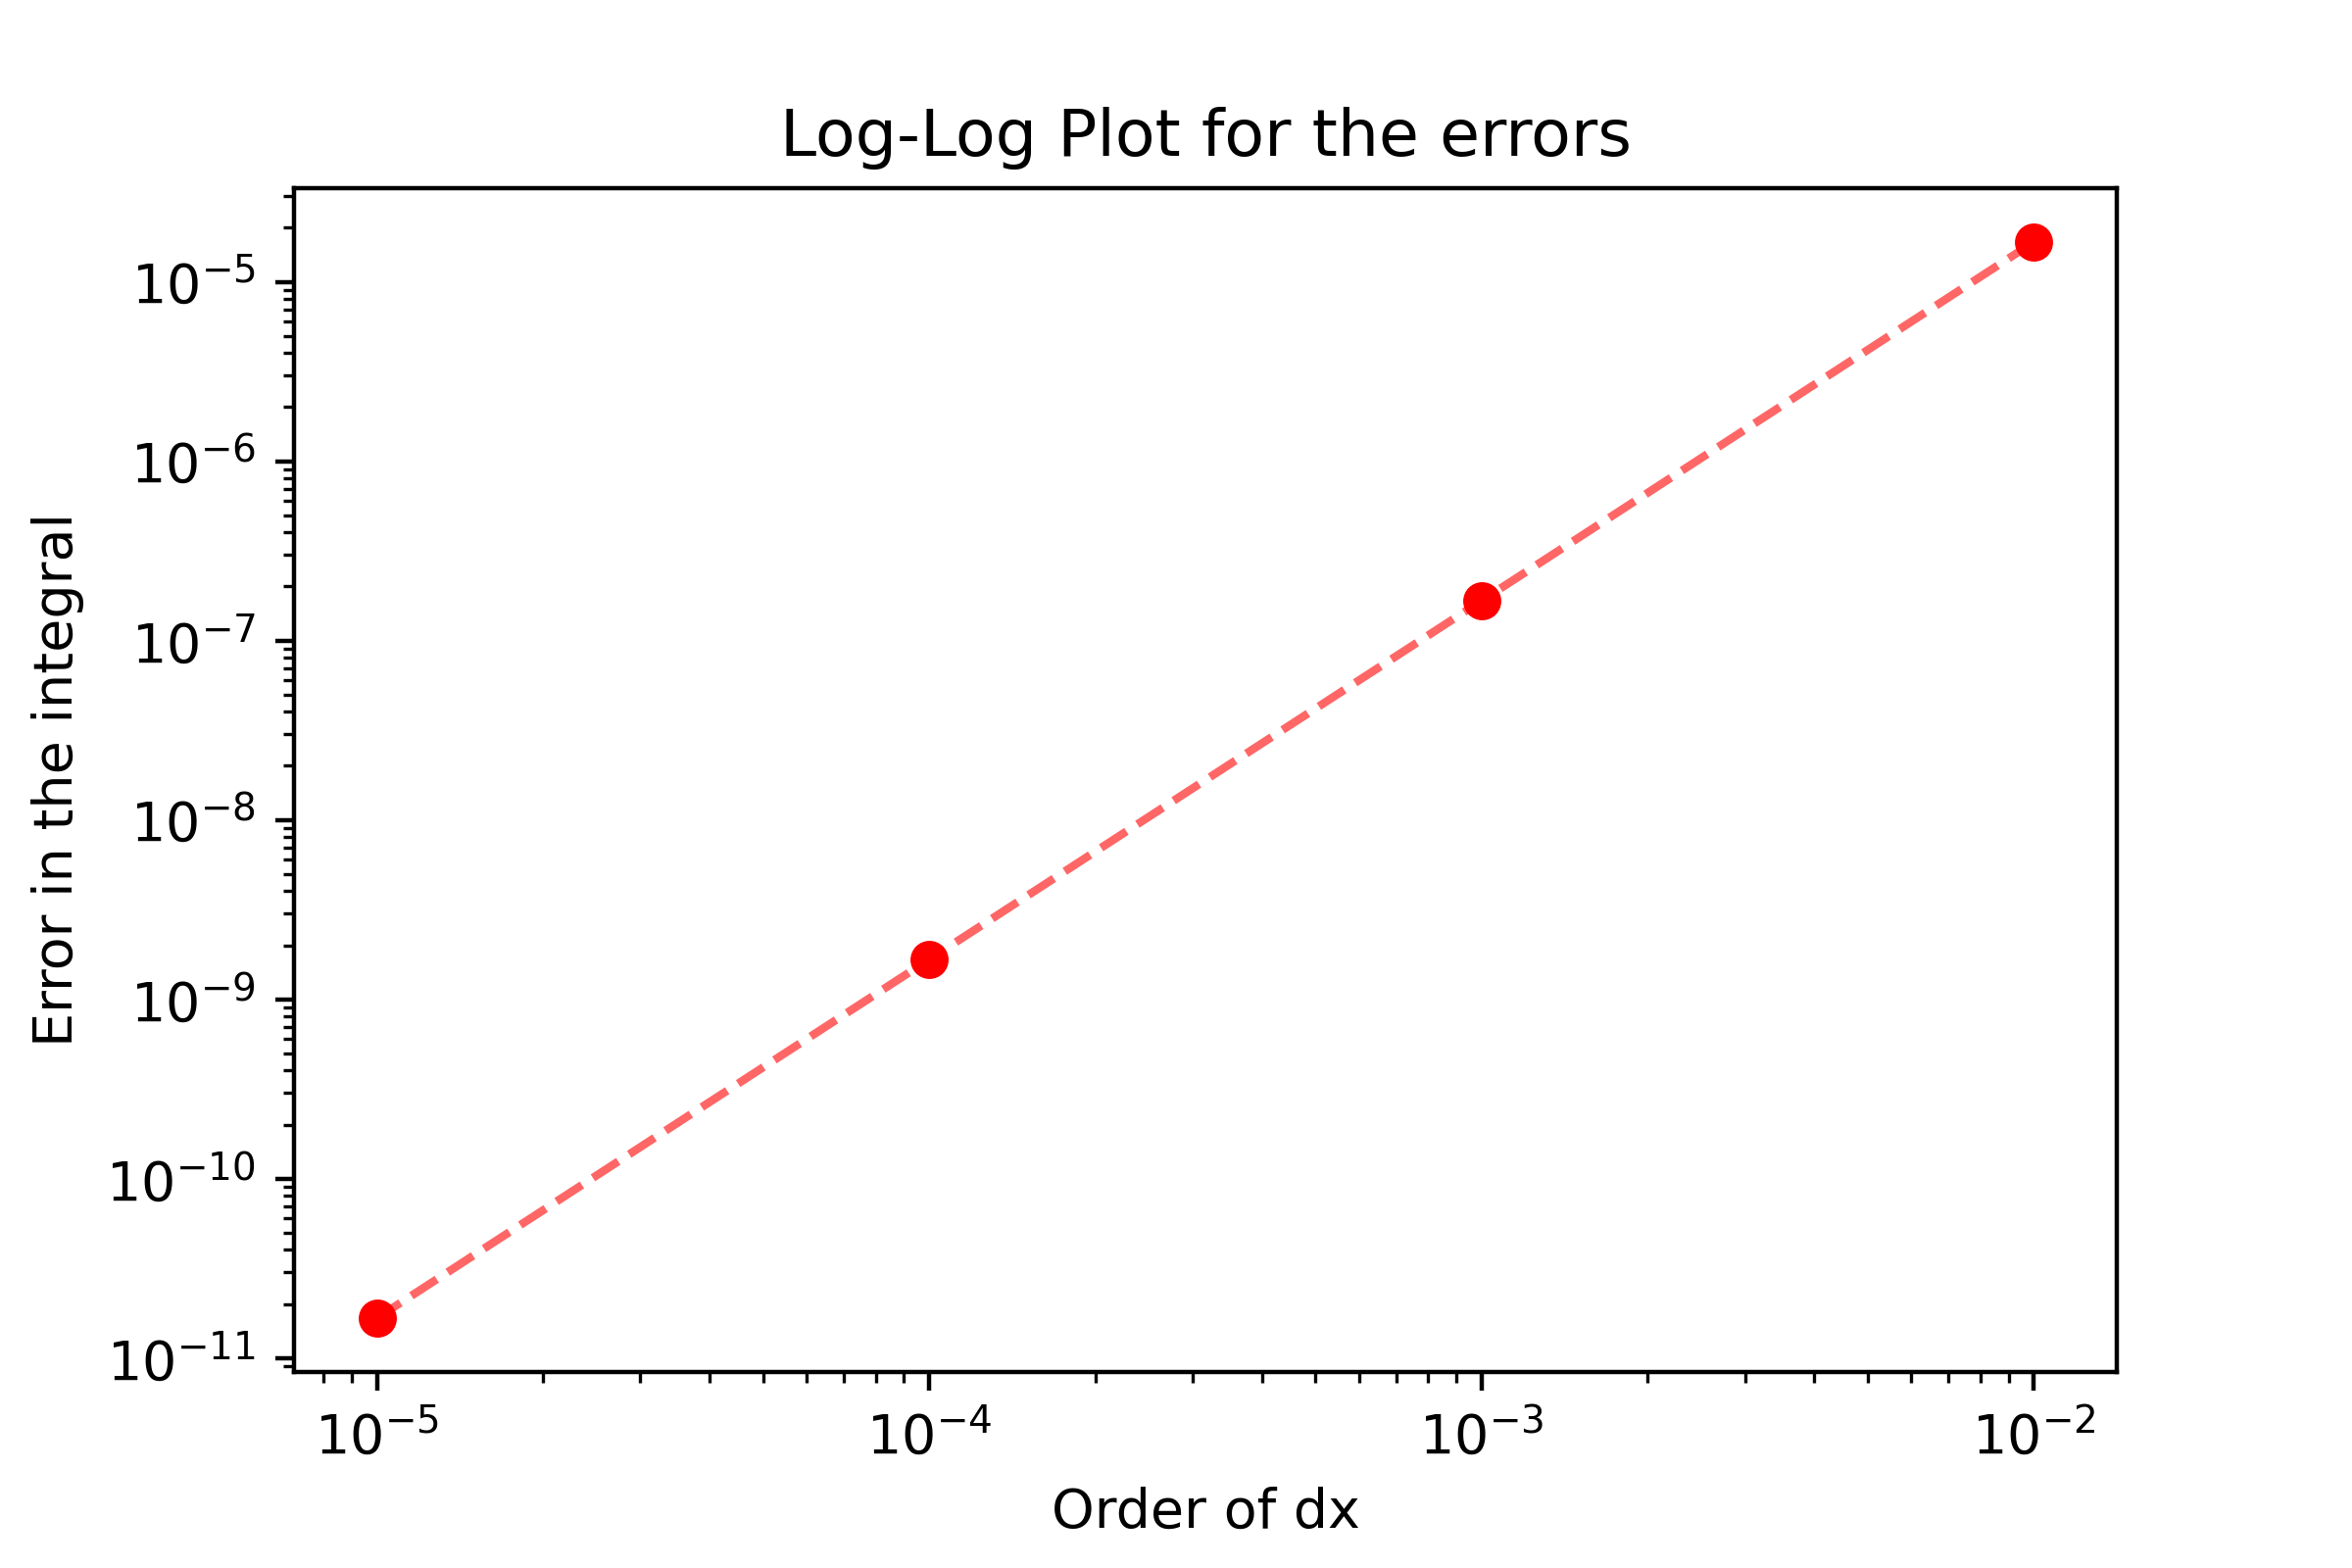 Log-Log Plot for the errors
Error in the integral
10⁻⁵
10⁻⁶
10⁻⁷
10⁻⁸
10⁻⁹
10⁻¹⁰
10⁻¹¹
10⁻⁵ 10⁻⁴ 10⁻³ 10⁻²
Order of dx